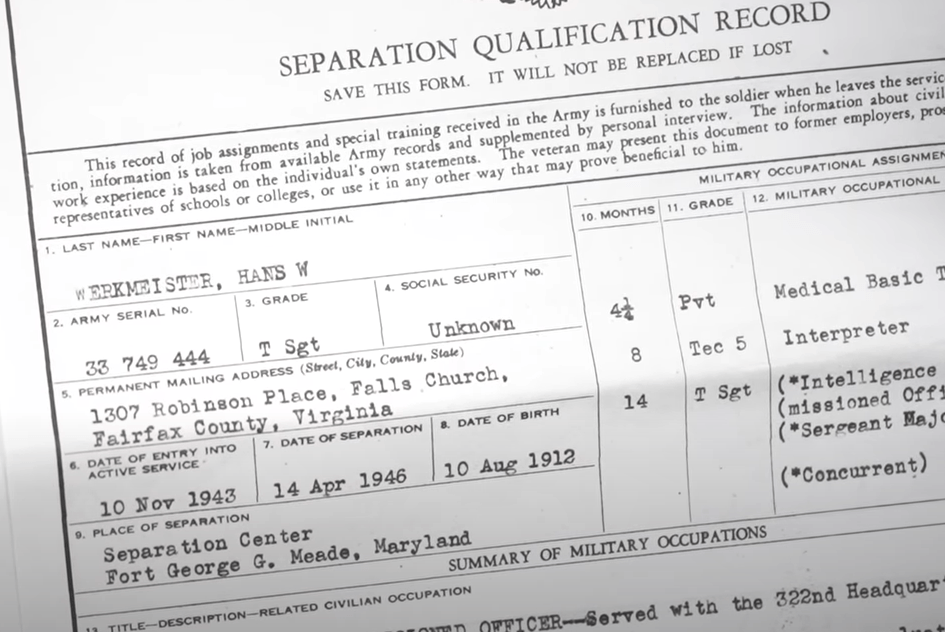 SEPARATION QUALIFICATION RECORD
SAVE THIS FORM. IT WILL NOT BE REPLACED IF LOST
This record of job assignments and special training received in the Army is furnished to the soldier when he leaves the
tion, information is taken from available Army records and supplemented by personal interview. The information about
work experience is based on the individual's own statements. The veteran may present this document to former employers,
representatives of schools or colleges, or use it in any other way that may prove beneficial to him.
1. LAST NAME—FIRST NAME—MIDDLE INITIAL
WERKMEISTER, HANS W
2. ARMY SERIAL NO.
33 749 444
3. GRADE
T Sgt
4. SOCIAL SECURITY NO.
Unknown
5. PERMANENT MAILING ADDRESS (Street, City, County, State)
1307 Robinson Place, Falls Church,
Fairfax County, Virginia
6. DATE OF ENTRY INTO
ACTIVE SERVICE
10 Nov 1943
7. DATE OF SEPARATION
14 Apr 1946
8. DATE OF BIRTH
10 Aug 1912
9. PLACE OF SEPARATION
Separation Center
Fort George G. Meade, Maryland
MILITARY OCCUPATIONAL
10. MONTHS 11. GRADE 12. MILITARY OCCUPATIONAL
4¼ Pvt Medical Basic
8 Tec 5 Interpreter
14 T Sgt (*Intelligence
(missioned
(*Sergeant
(*Concurrent)
SUMMARY OF MILITARY OCCUPATIONS
TITLE—DESCRIPTION—RELATED CIVILIAN OCCUPATION
OFFICER—Served with the 322nd